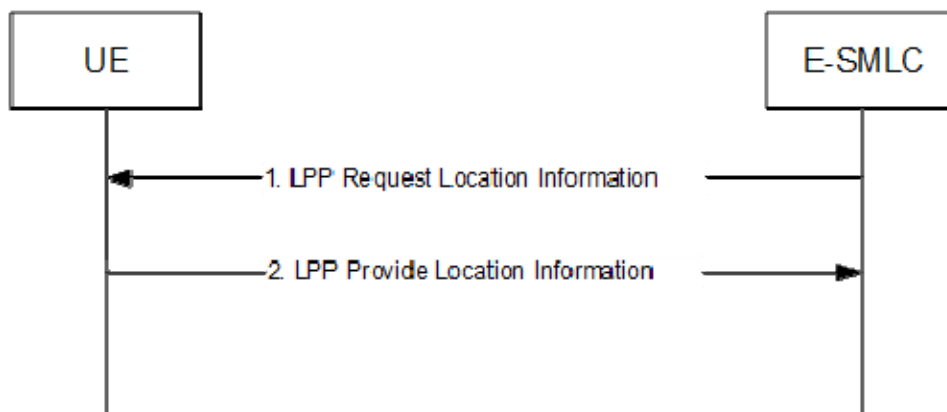 UE
E-SMLC
1. LPP Request Location Information
2. LPP Provide Location Information